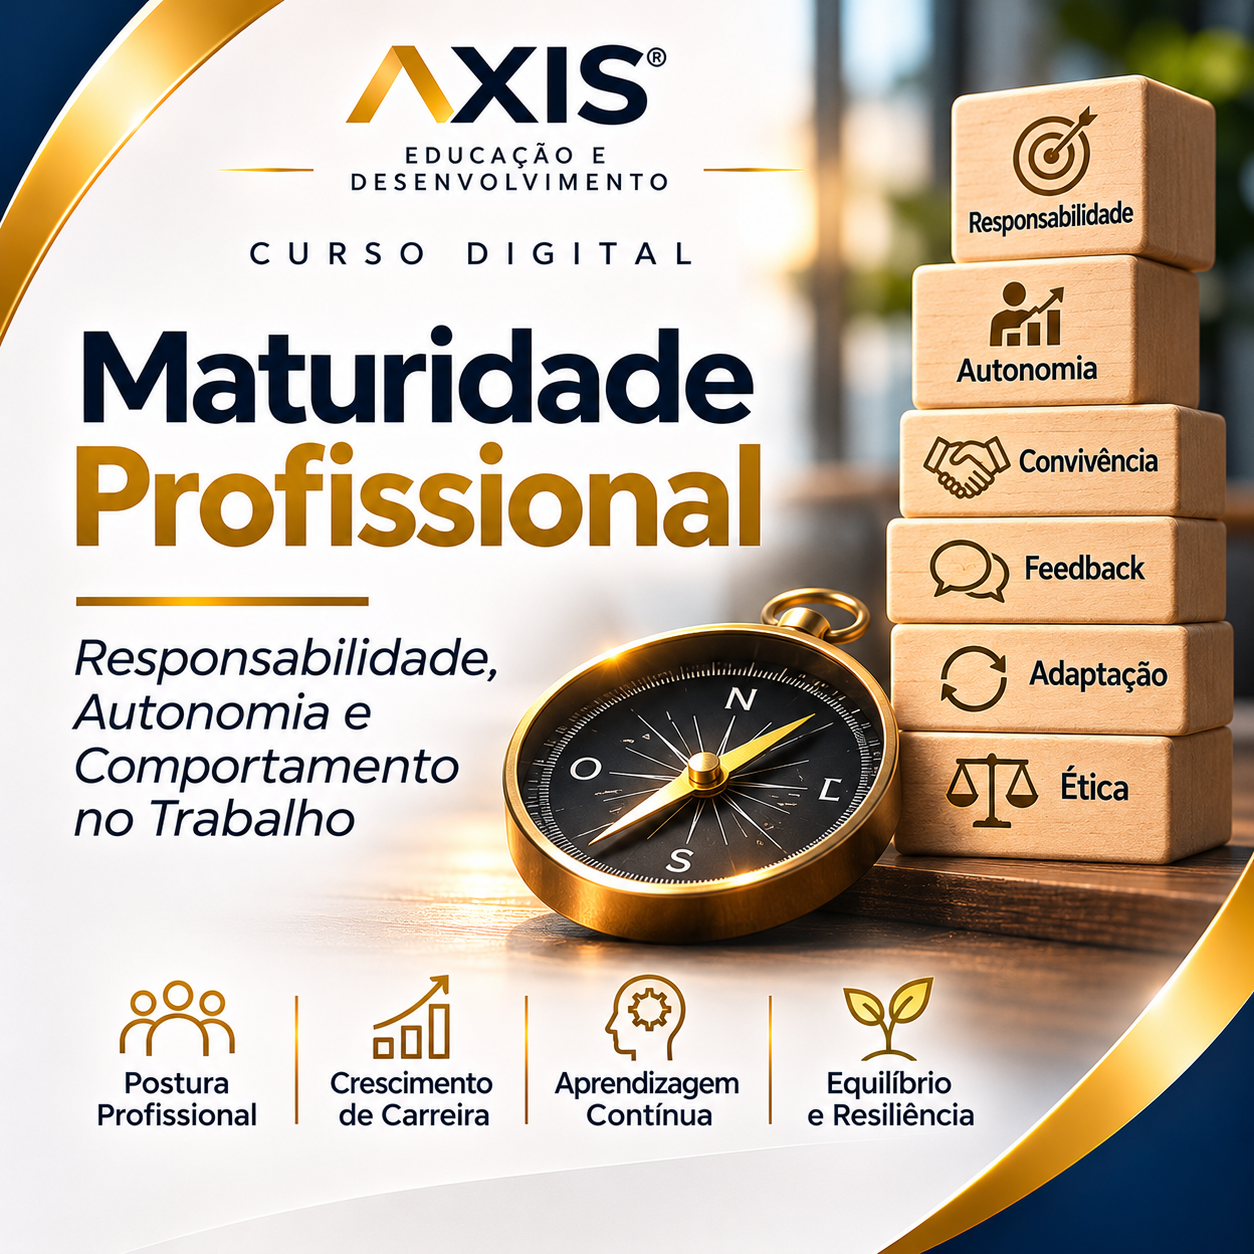 AXIS®
EDUCAÇÃO E
DESENVOLVIMENTO
CURSO DIGITAL
Maturidade
Profissional
Responsabilidade,
Autonomia e
Comportamento
no Trabalho
Responsabilidade
Autonomia
Convivência
Feedback
Adaptação
Ética
N
O
L
S
Postura
Profissional
Crescimento
de Carreira
Aprendizagem
Contínua
Equilíbrio
e Resiliência